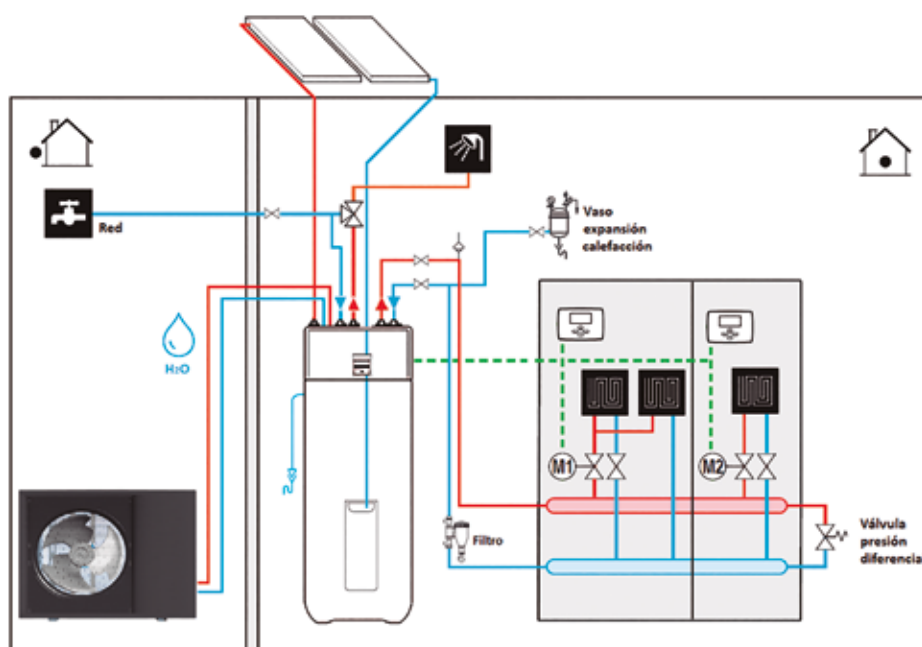 Red
Vaso
expansión
calefacción
H2O
M1
M2
Filtro
Válvula
presión
diferencia